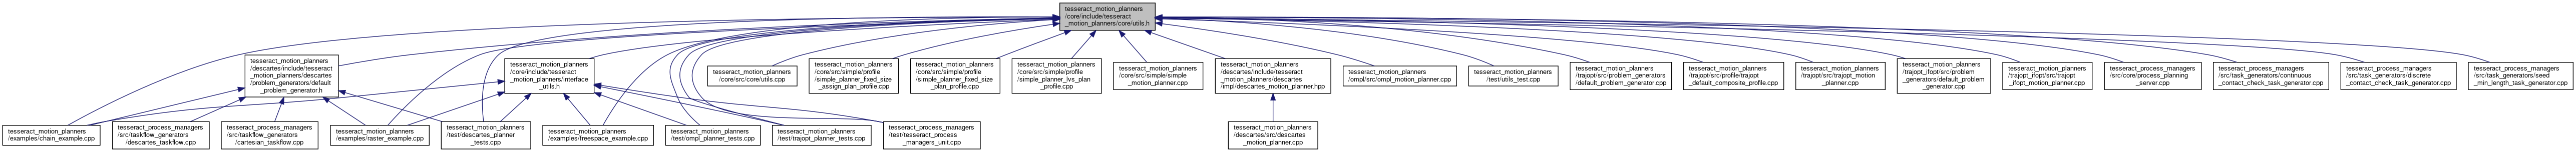 tesseract_motion_planners
/core/include/tesseract
_motion_planners/core/utils.h
tesseract_motion_planners
/descartes/include/tesseract
_motion_planners/descartes
/problem_generators/default
_problem_generator.h
tesseract_motion_planners
/core/include/tesseract
_motion_planners/interface
_utils.h
tesseract_motion_planners
/core/src/core/utils.cpp
tesseract_motion_planners
/core/src/simple/profile
/simple_planner_fixed_size
_assign_plan_profile.cpp
tesseract_motion_planners
/core/src/simple/profile
/simple_planner_fixed_size
_plan_profile.cpp
tesseract_motion_planners
/core/src/simple/profile
/simple_planner_lvs_plan
_profile.cpp
tesseract_motion_planners
/core/src/simple/simple
_motion_planner.cpp
tesseract_motion_planners
/descartes/include/tesseract
_motion_planners/descartes
/impl/descartes_motion_planner.hpp
tesseract_motion_planners
/ompl/src/ompl_motion_planner.cpp
tesseract_motion_planners
/test/utils_test.cpp
tesseract_motion_planners
/trajopt/src/problem_generators
/default_problem_generator.cpp
tesseract_motion_planners
/trajopt/src/profile/trajopt
_default_composite_profile.cpp
tesseract_motion_planners
/trajopt/src/trajopt_motion
_planner.cpp
tesseract_motion_planners
/trajopt_ifopt/src/problem
_generators/default_problem
_generator.cpp
tesseract_motion_planners
/trajopt_ifopt/src/trajopt
_ifopt_motion_planner.cpp
tesseract_process_managers
/src/core/process_planning
_server.cpp
tesseract_process_managers
/src/task_generators/continuous
_contact_check_task_generator.cpp
tesseract_process_managers
/src/task_generators/discrete
_contact_check_task_generator.cpp
tesseract_process_managers
/src/task_generators/seed
_min_length_task_generator.cpp
tesseract_motion_planners
/examples/chain_example.cpp
tesseract_process_managers
/src/taskflow_generators
/descartes_taskflow.cpp
tesseract_process_managers
/src/taskflow_generators
/cartesian_taskflow.cpp
tesseract_motion_planners
/examples/raster_example.cpp
tesseract_motion_planners
/test/descartes_planner
_tests.cpp
tesseract_motion_planners
/examples/freespace_example.cpp
tesseract_motion_planners
/test/ompl_planner_tests.cpp
tesseract_motion_planners
/test/trajopt_planner_tests.cpp
tesseract_process_managers
/test/tesseract_process
_managers_unit.cpp
tesseract_motion_planners
/descartes/src/descartes
_motion_planner.cpp